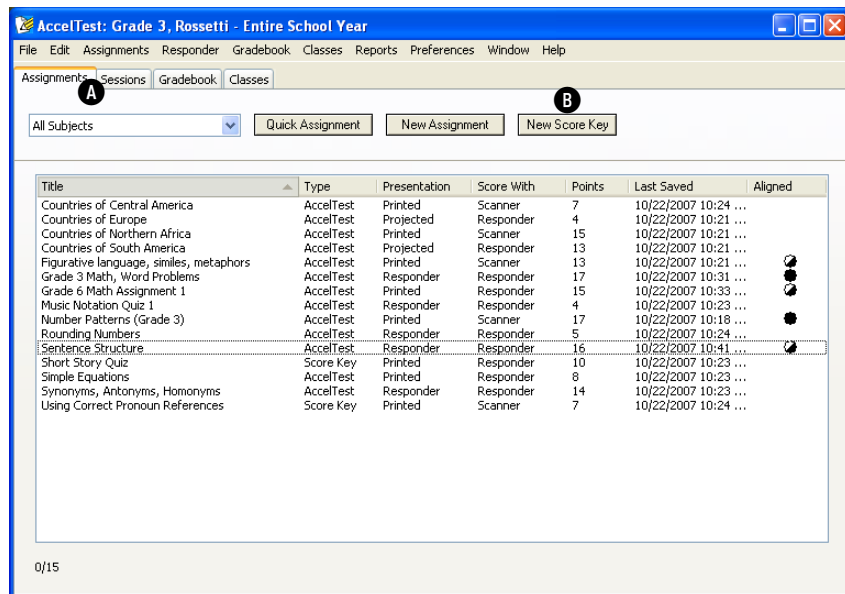 AccelTest: Grade 3, Rossetti - Entire School Year
File Edit Assignments Responder Gradebook Classes Reports Preferences Window Help
Assignments Sessions Gradebook Classes
A B
All Subjects Quick Assignment New Assignment New Score Key
Title Type Presentation Score With Points Last Saved Aligned
Countries of Central America AccelTest Printed Scanner 7 10/22/2007 10:24 ...
Countries of Europe AccelTest Projected Responder 4 10/22/2007 10:21 ...
Countries of Northern Africa AccelTest Printed Scanner 15 10/22/2007 10:21 ...
Countries of South America AccelTest Projected Responder 13 10/22/2007 10:21 ...
Figurative language, similes, metaphors AccelTest Printed Scanner 13 10/22/2007 10:21 ...
Grade 3 Math, Word Problems AccelTest Responder Responder 17 10/22/2007 10:31 ...
Grade 6 Math Assignment 1 AccelTest Printed Responder 15 10/22/2007 10:33 ...
Music Notation Quiz 1 AccelTest Responder Responder 4 10/22/2007 10:23 ...
Number Patterns (Grade 3) AccelTest Printed Scanner 17 10/22/2007 10:18 ...
Rounding Numbers AccelTest Responder Responder 5 10/22/2007 10:24 ...
Sentence Structure AccelTest Responder Responder 16 10/22/2007 10:41 ...
Short Story Quiz Score Key Printed Responder 10 10/22/2007 10:23 ...
Simple Equations AccelTest Printed Responder 8 10/22/2007 10:23 ...
Synonyms, Antonyms, Homonyms AccelTest Responder Responder 14 10/22/2007 10:23 ...
Using Correct Pronoun References Score Key Printed Scanner 7 10/22/2007 10:24 ...
0/15